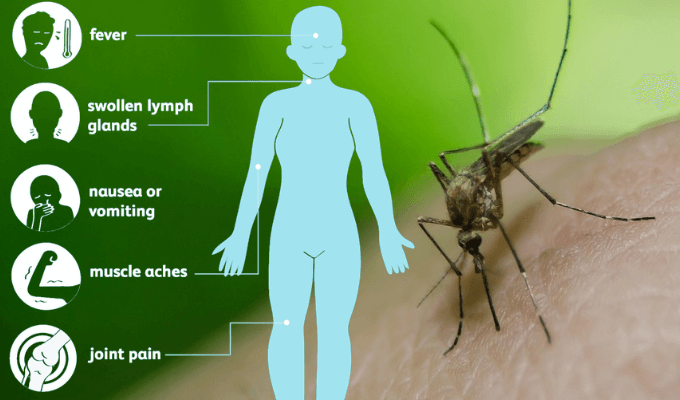 fever
swollen lymph
glands
nausea or
vomiting
muscle aches
joint pain